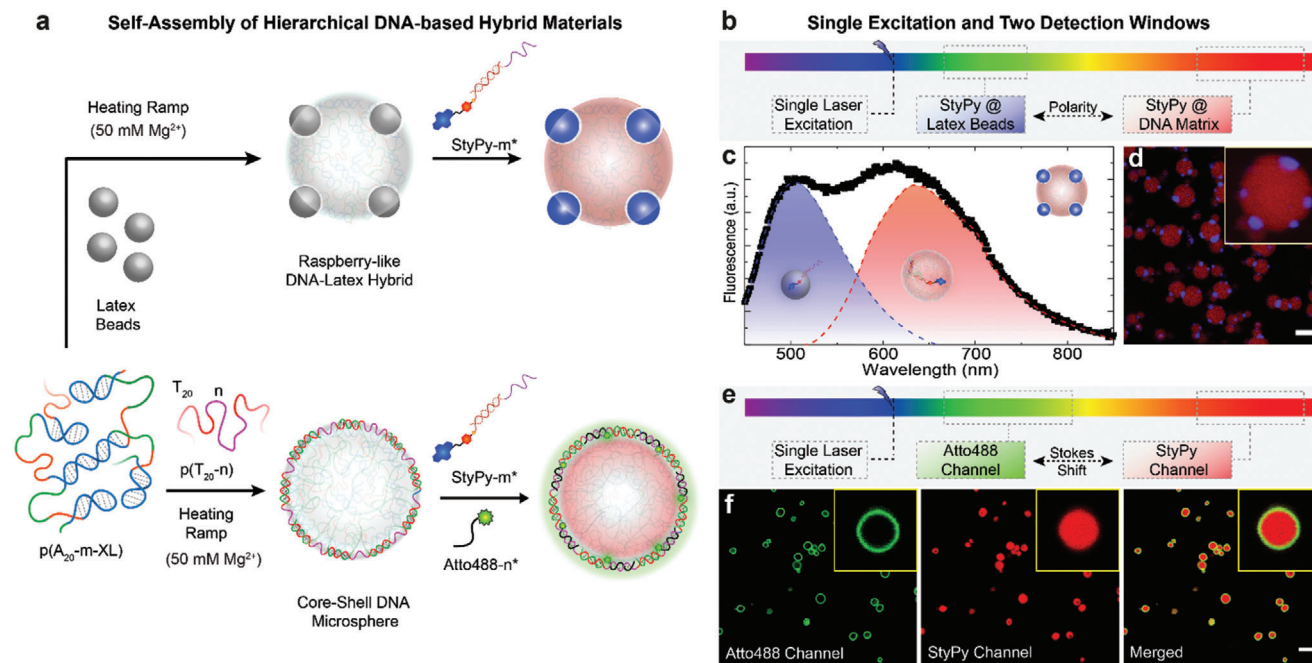 a Self-Assembly of Hierarchical DNA-based Hybrid Materials
Heating Ramp
(50 mM Mg²⁺)
StyPy-m*
Latex
Beads
Raspberry-like
DNA-Latex Hybrid
T₂₀ n
p(T₂₀-n)
Heating
Ramp
(50 mM Mg²⁺)
p(A₂₀-m-XL)
StyPy-m*
Atto488-n*
Core-Shell DNA
Microsphere
b Single Excitation and Two Detection Windows
Single Laser
Excitation
StyPy @
Latex Beads
Polarity
StyPy @
DNA Matrix
c
Fluorescence (a.u.)
500 600 700 800
Wavelength (nm)
d
e
Single Laser
Excitation
Atto488
Channel
Stokes
Shift
StyPy
Channel
f
Atto488 Channel
StyPy Channel
Merged